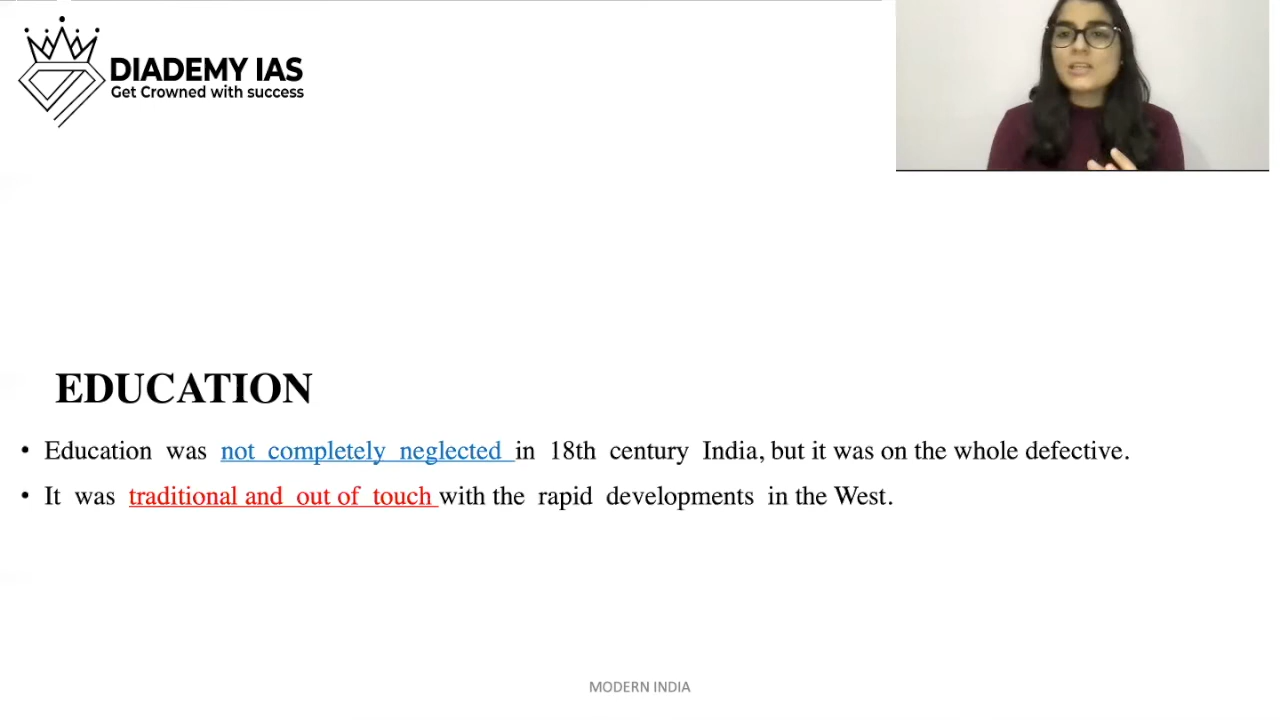 DIADEMY IAS
Get Crowned with success
EDUCATION
• Education was not completely neglected in 18th century India, but it was on the whole defective.
• It was traditional and out of touch with the rapid developments in the West.
MODERN INDIA